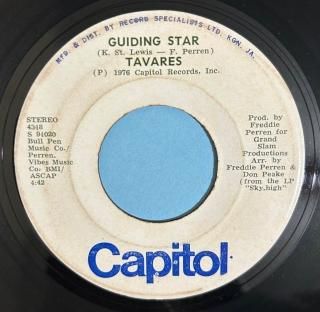 MFG. & DIST. BY RECORD SPECIALISTS LTD. KGN. JA.
GUIDING STAR
(K. St. Lewis - F. Perren)
TAVARES
(P) 1976 Capitol Records, Inc.
STEREO
4348
S 94020
Bull Pen
Music Co./
Perren.
Vibes Music
Co. BMI/
ASCAP
4:42
Prod. by
Freddie
Perren for
Grand
Slam
Productions
Arr. by
Freddie Perren &
Don Peake
(from the LP
"Sky,high")
Capitol